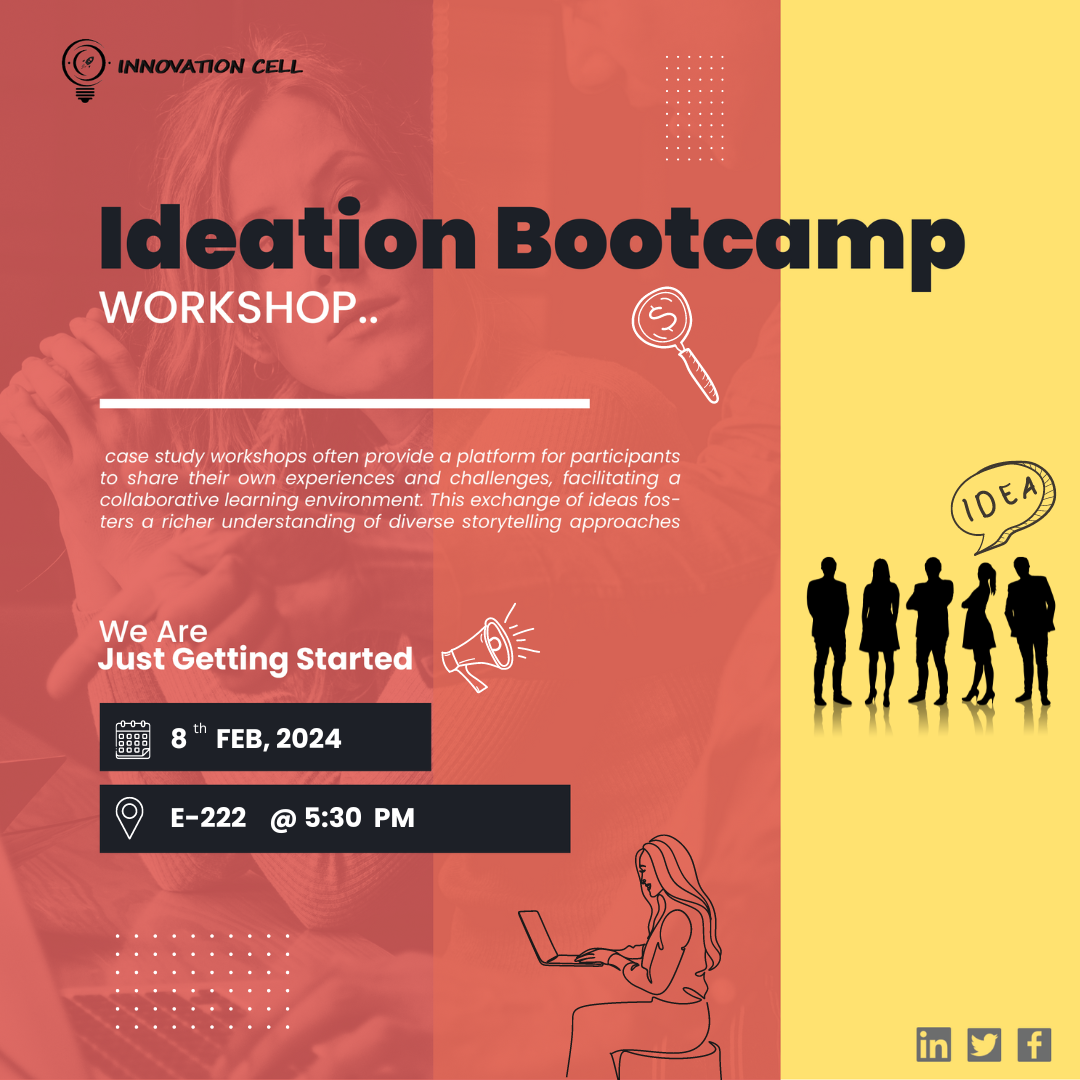 INNOVATION CELL
Ideation Bootcamp
WORKSHOP..
case study workshops often provide a platform for participants
to share their own experiences and challenges, facilitating a
collaborative learning environment. This exchange of ideas fos-
ters a richer understanding of diverse storytelling approaches
IDEA
We Are
Just Getting Started
8 th FEB, 2024
E-222 @ 5:30 PM
in f